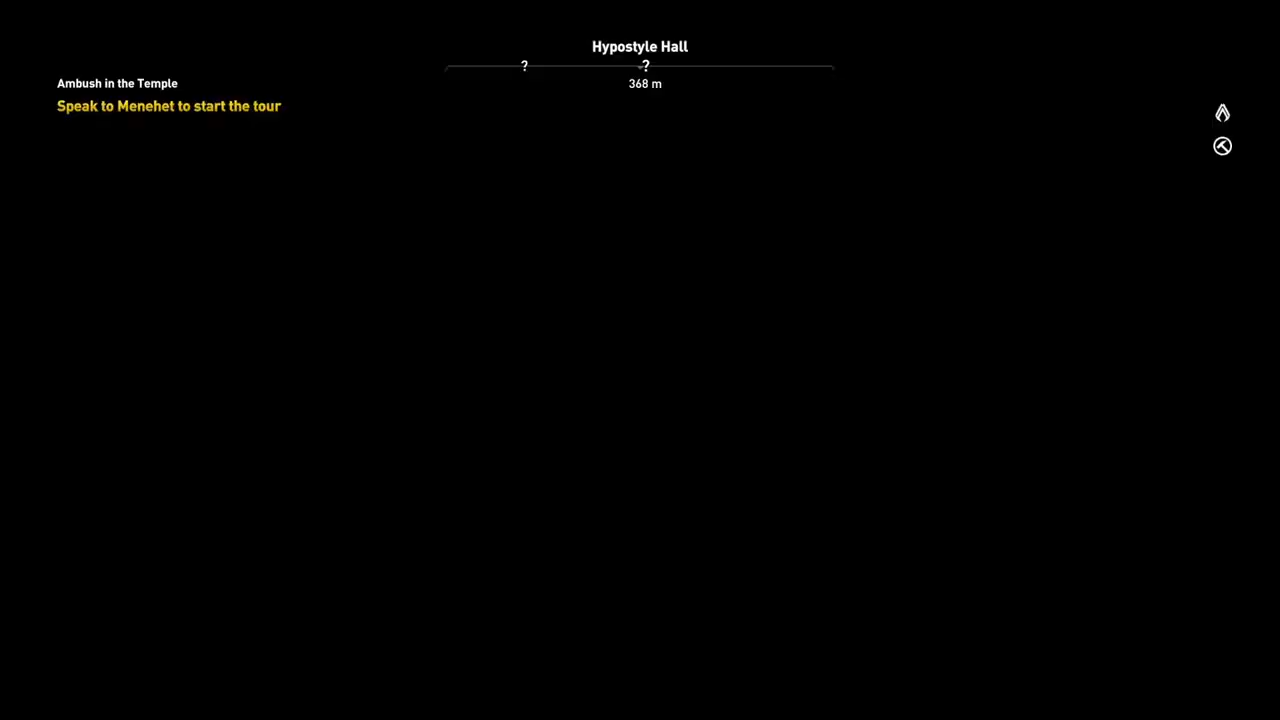 Hypostyle Hall
? ?
368 m
Ambush in the Temple
Speak to Menehet to start the tour